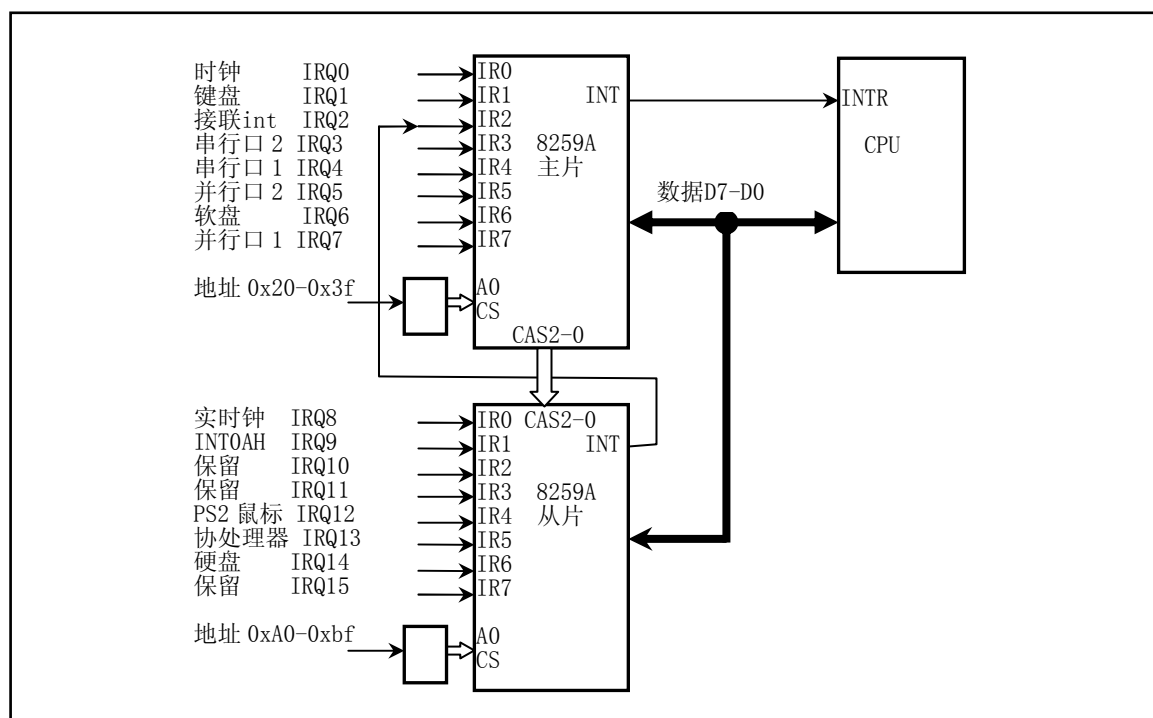 时钟 IRQ0
键盘 IRQ1
接联int IRQ2
串行口 2 IRQ3
串行口 1 IRQ4
并行口 2 IRQ5
软盘 IRQ6
并行口 1 IRQ7
地址 0x20-0x3f
IR0
IR1
IR2
IR3
IR4
IR5
IR6
IR7
A0
CS
INT
8259A
主片
CAS2-0
INTR
CPU
数据D7-D0
实时钟 IRQ8
INT0AH IRQ9
保留 IRQ10
保留 IRQ11
PS2 鼠标 IRQ12
协处理器 IRQ13
硬盘 IRQ14
保留 IRQ15
地址 0xA0-0xbf
IR0
IR1
IR2
IR3
IR4
IR5
IR6
IR7
A0
CS
CAS2-0
INT
8259A
从片